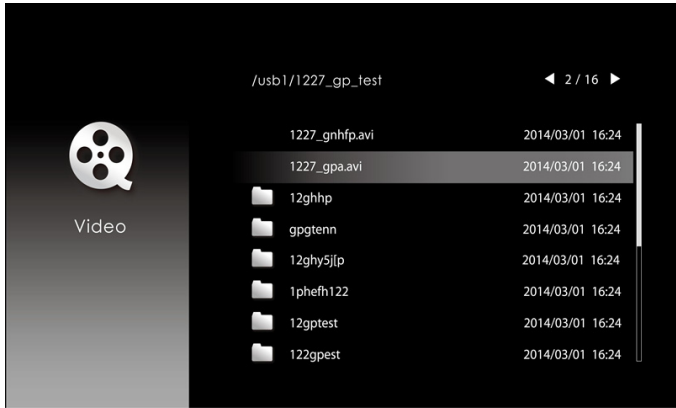 /usb1/1227_gp_test ◀ 2 / 16 ▶
1227_gnhfp.avi 2014/03/01 16:24
1227_gpa.avi 2014/03/01 16:24
12ghhp 2014/03/01 16:24
Video
gpgtenn 2014/03/01 16:24
12ghy5j[p 2014/03/01 16:24
1phefh122 2014/03/01 16:24
12gptest 2014/03/01 16:24
122gpest 2014/03/01 16:24